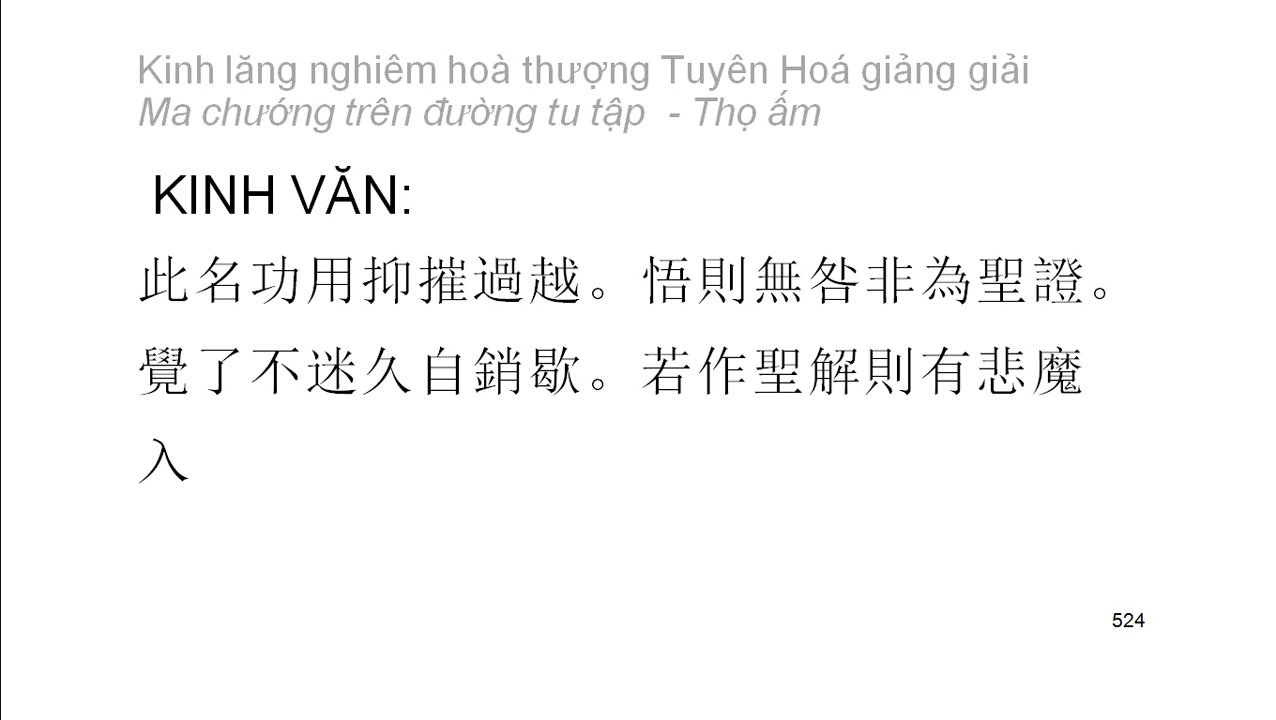 Kinh lăng nghiêm hoà thượng Tuyên Hoá giảng giải
Ma chướng trên đường tu tập - Thọ ấm
KINH VĂN:
此名功用抑摧過越。悟則無咎非為聖證。
覺了不迷久自銷歇。若作聖解則有悲魔
入
524